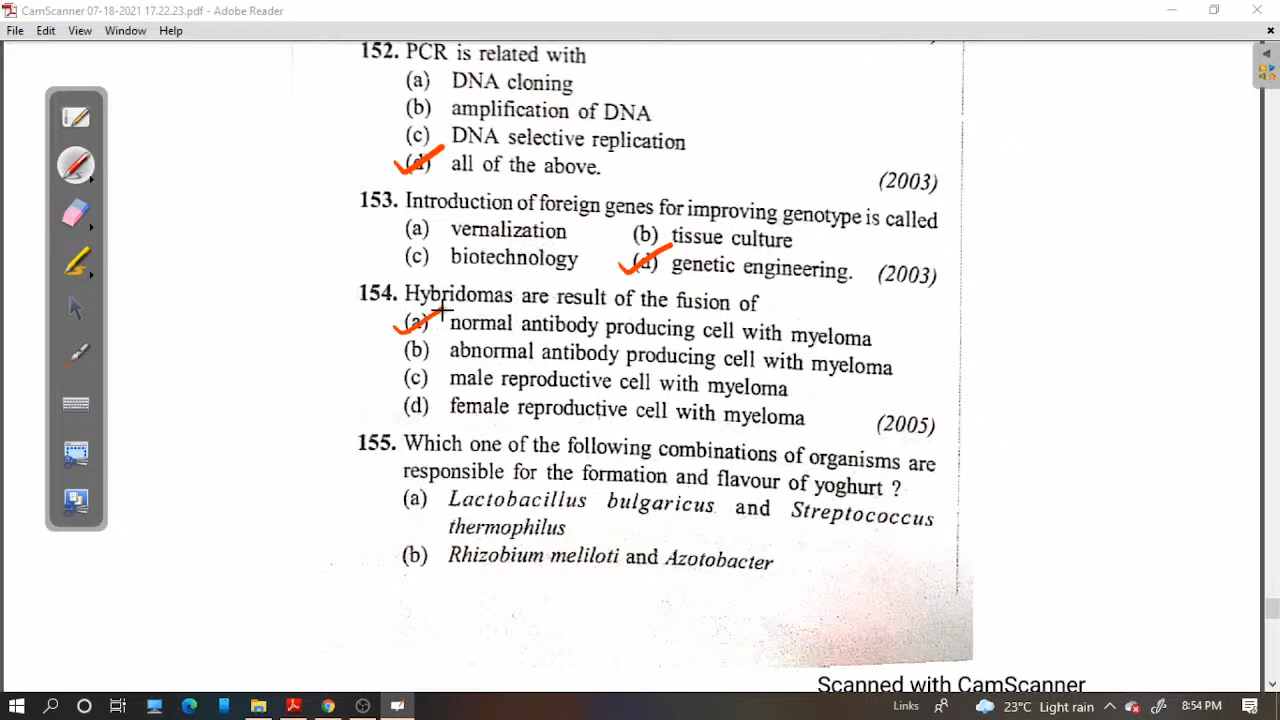 CamScanner 07-18-2021 17.22.23.pdf - Adobe Reader
File Edit View Window Help
152. PCR is related with
(a) DNA cloning
(b) amplification of DNA
(c) DNA selective replication
(d) all of the above.
(2003)
153. Introduction of foreign genes for improving genotype is called
(a) vernalization (b) tissue culture
(c) biotechnology (d) genetic engineering. (2003)
154. Hybridomas are result of the fusion of
(a) normal antibody producing cell with myeloma
(b) abnormal antibody producing cell with myeloma
(c) male reproductive cell with myeloma
(d) female reproductive cell with myeloma (2005)
155. Which one of the following combinations of organisms are
responsible for the formation and flavour of yoghurt ?
(a) Lactobacillus bulgaricus and Streptococcus
thermophilus
(b) Rhizobium meliloti and Azotobacter
Scanned with CamScanner
Links 23°C Light rain 8:54 PM